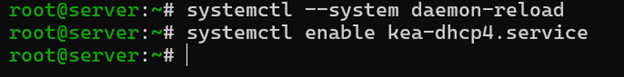 root@server:~# systemctl --system daemon-reload
root@server:~# systemctl enable kea-dhcp4.service
root@server:~#